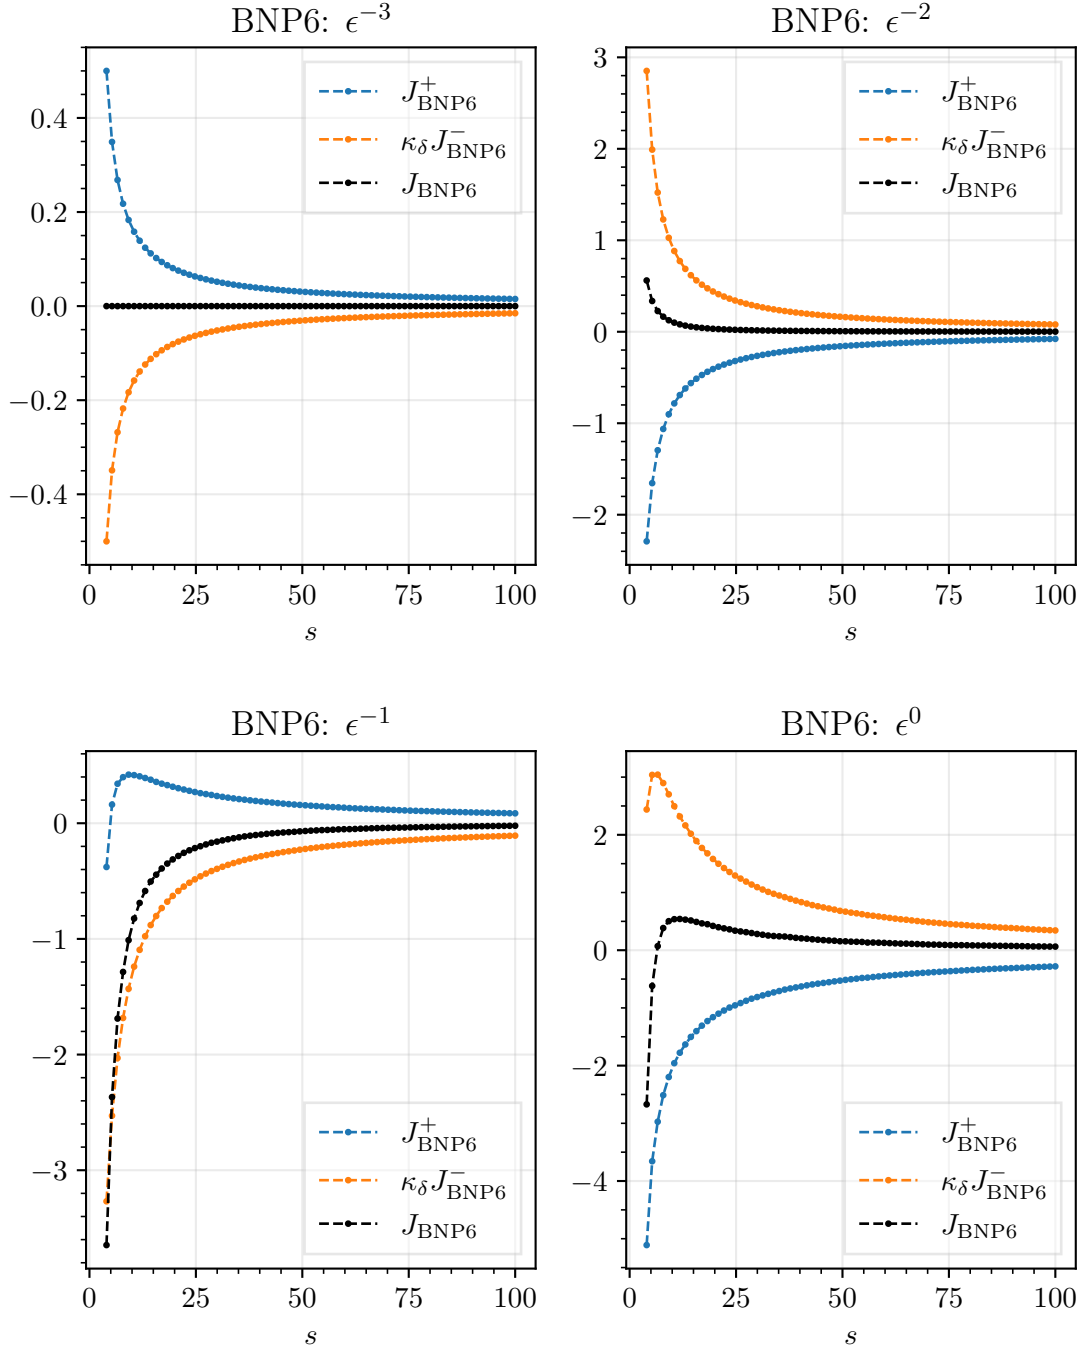 BNP6: ϵ⁻³
0.4
0.2
0.0
−0.2
−0.4
0 25 50 75 100
s
J⁺_BNP6
κ_δ J⁻_BNP6
J_BNP6
BNP6: ϵ⁻²
3
2
1
0
−1
−2
0 25 50 75 100
s
J⁺_BNP6
κ_δ J⁻_BNP6
J_BNP6
BNP6: ϵ⁻¹
0
−1
−2
−3
0 25 50 75 100
s
J⁺_BNP6
κ_δ J⁻_BNP6
J_BNP6
BNP6: ϵ⁰
2
0
−2
−4
0 25 50 75 100
s
J⁺_BNP6
κ_δ J⁻_BNP6
J_BNP6